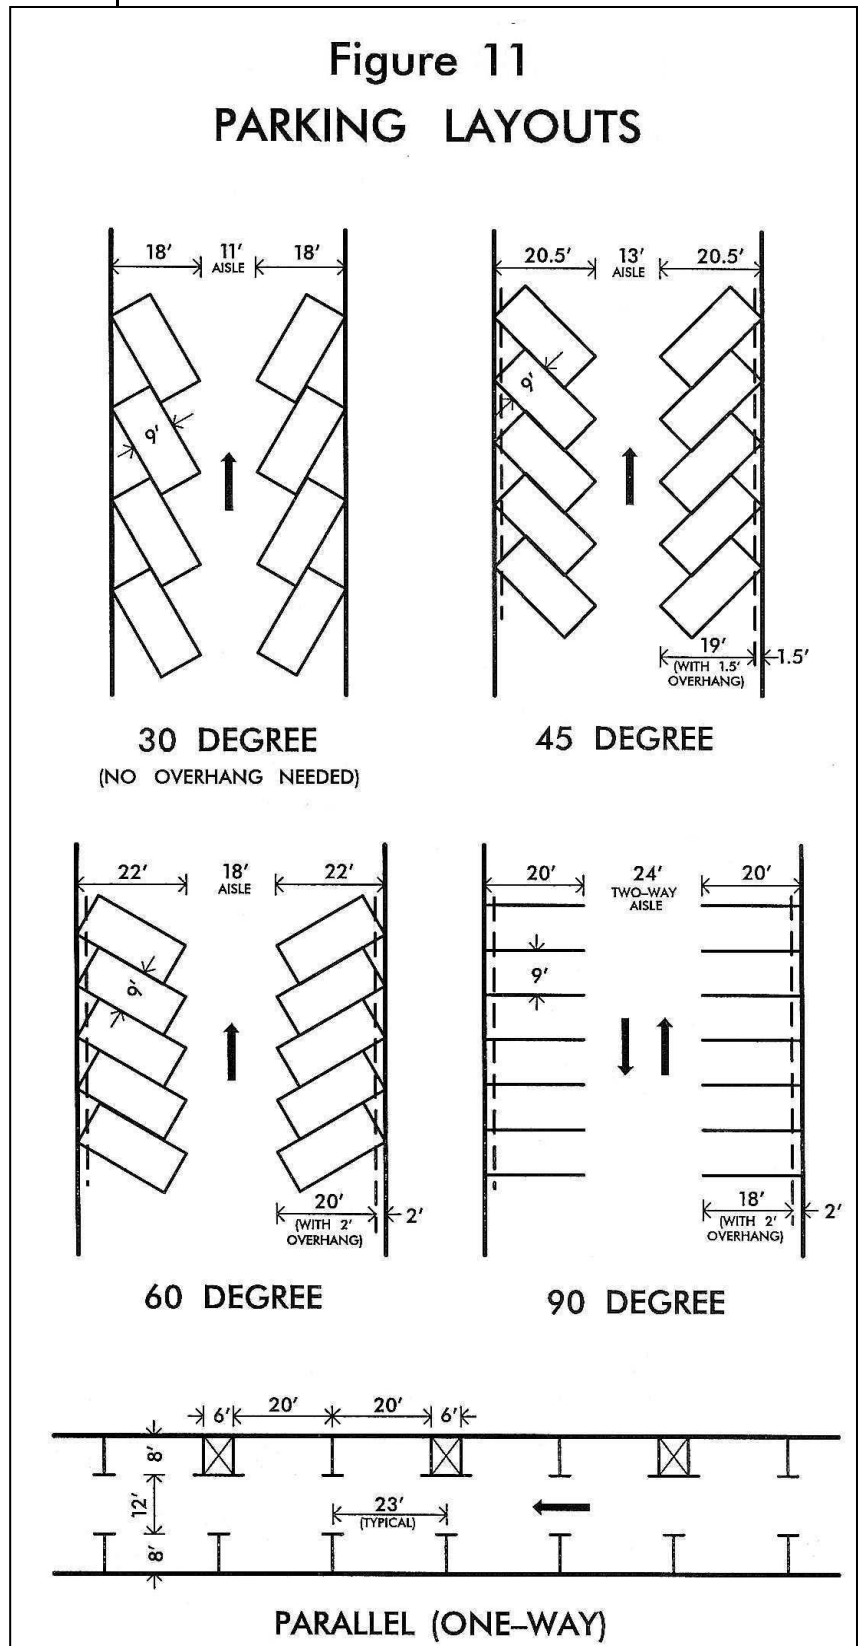 Figure 11
PARKING LAYOUTS
18' 11' 18'
AISLE
9'
30 DEGREE
(NO OVERHANG NEEDED)
20.5' 13' 20.5'
AISLE
9'
19' 1.5'
(WITH 1.5'
OVERHANG)
45 DEGREE
22' 18' 22'
AISLE
9'
20' 2'
(WITH 2'
OVERHANG)
60 DEGREE
20' 24' 20'
TWO-WAY
AISLE
9'
18' 2'
(WITH 2'
OVERHANG)
90 DEGREE
6' 20' 20' 6'
8'
12'
23'
(TYPICAL)
8'
PARALLEL (ONE-WAY)